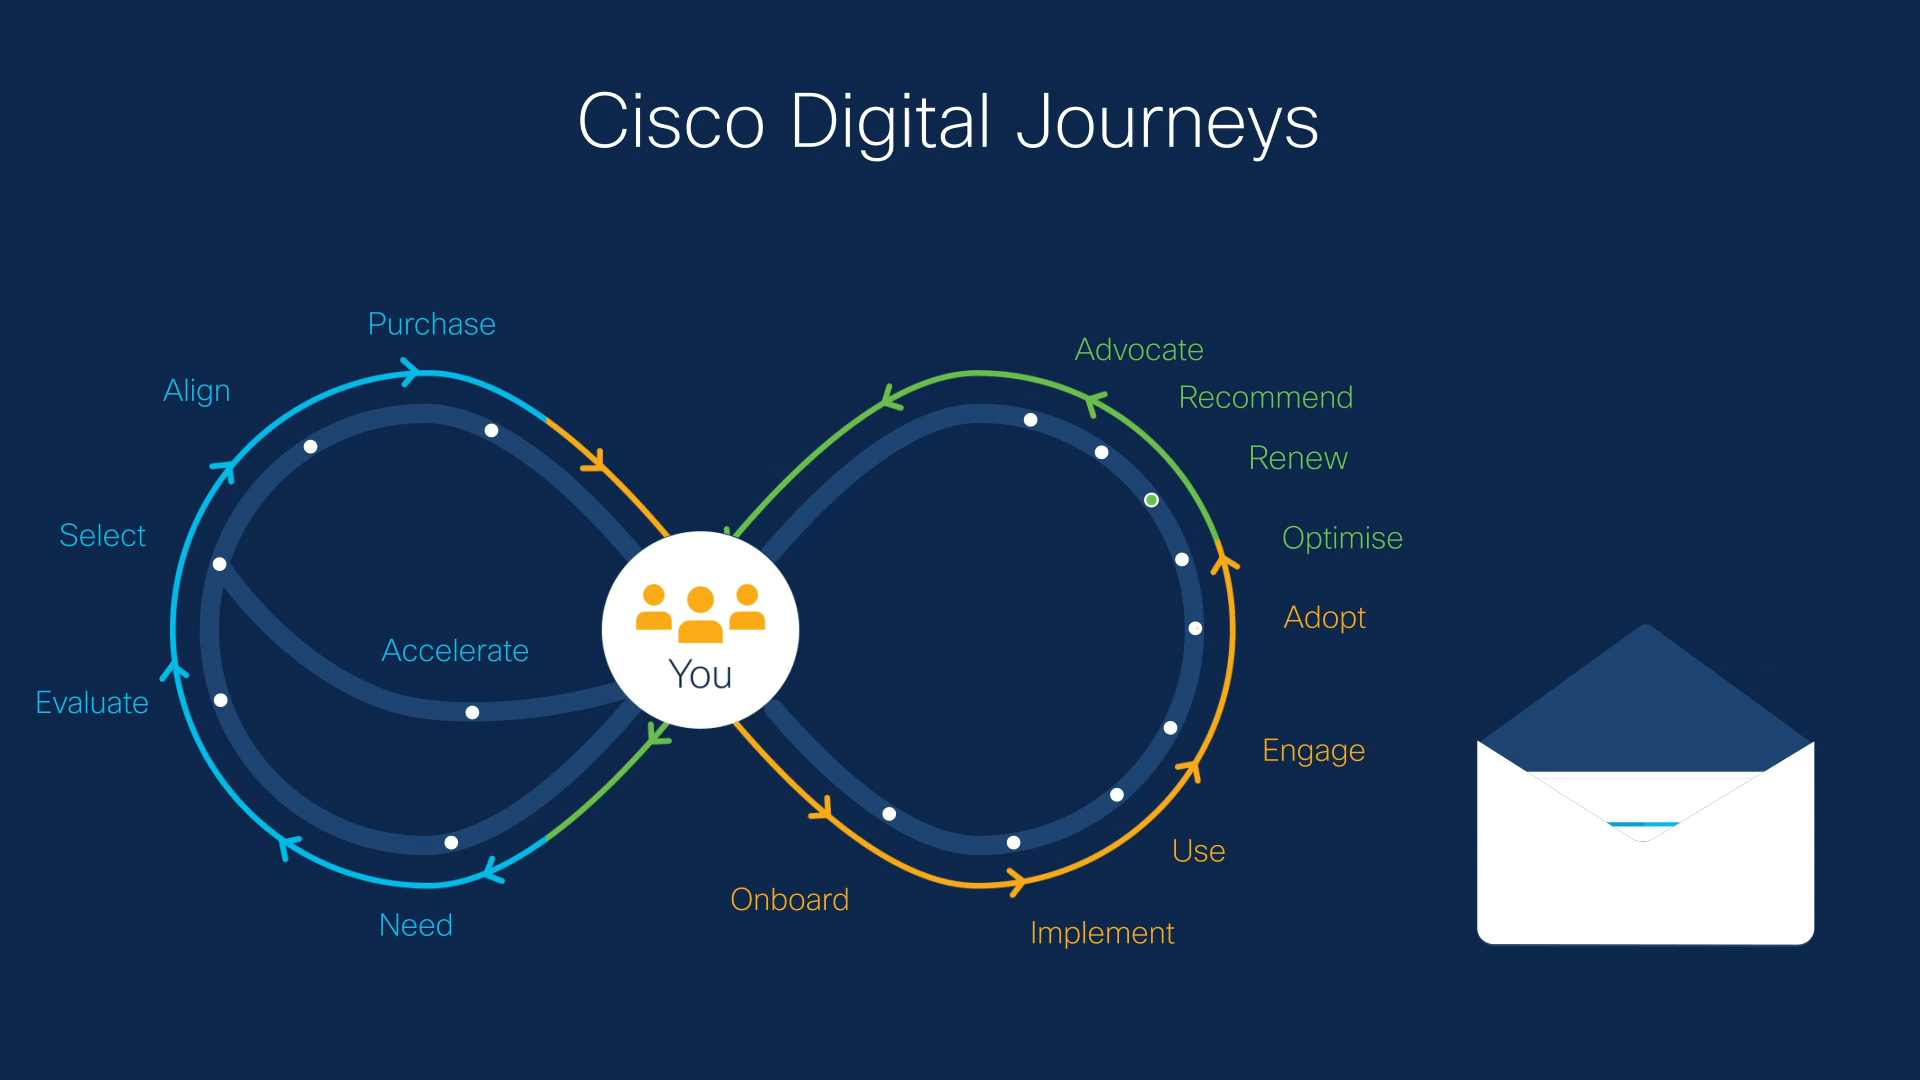 Cisco Digital Journeys
Purchase
Align
Select
Accelerate
Evaluate
Need
You
Advocate
Recommend
Renew
Optimise
Adopt
Engage
Use
Onboard
Implement